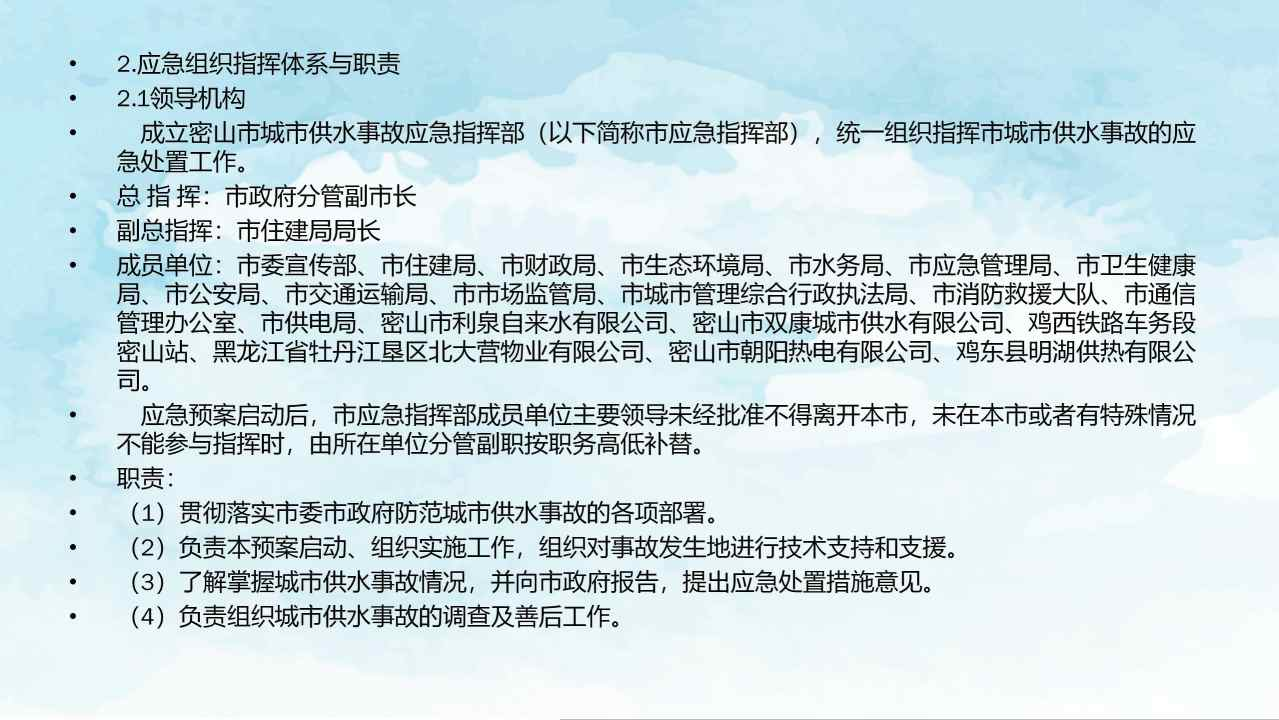 • 2.应急组织指挥体系与职责
• 2.1领导机构
• 成立密山市城市供水事故应急指挥部（以下简称市应急指挥部），统一组织指挥市城市供水事故的应
急处置工作。
• 总 指 挥：市政府分管副市长
• 副总指挥：市住建局局长
• 成员单位：市委宣传部、市住建局、市财政局、市生态环境局、市水务局、市应急管理局、市卫生健康
局、市公安局、市交通运输局、市市场监管局、市城市管理综合行政执法局、市消防救援大队、市通信
管理办公室、市供电局、密山市利泉自来水有限公司、密山市双康城市供水有限公司、鸡西铁路车务段
密山站、黑龙江省牡丹江垦区北大营物业有限公司、密山市朝阳热电有限公司、鸡东县明湖供热有限公
司。
• 应急预案启动后，市应急指挥部成员单位主要领导未经批准不得离开本市，未在本市或者有特殊情况
不能参与指挥时，由所在单位分管副职按职务高低补替。
• 职责：
• （1）贯彻落实市委市政府防范城市供水事故的各项部署。
• （2）负责本预案启动、组织实施工作，组织对事故发生地进行技术支持和支援。
• （3）了解掌握城市供水事故情况，并向市政府报告，提出应急处置措施意见。
• （4）负责组织城市供水事故的调查及善后工作。